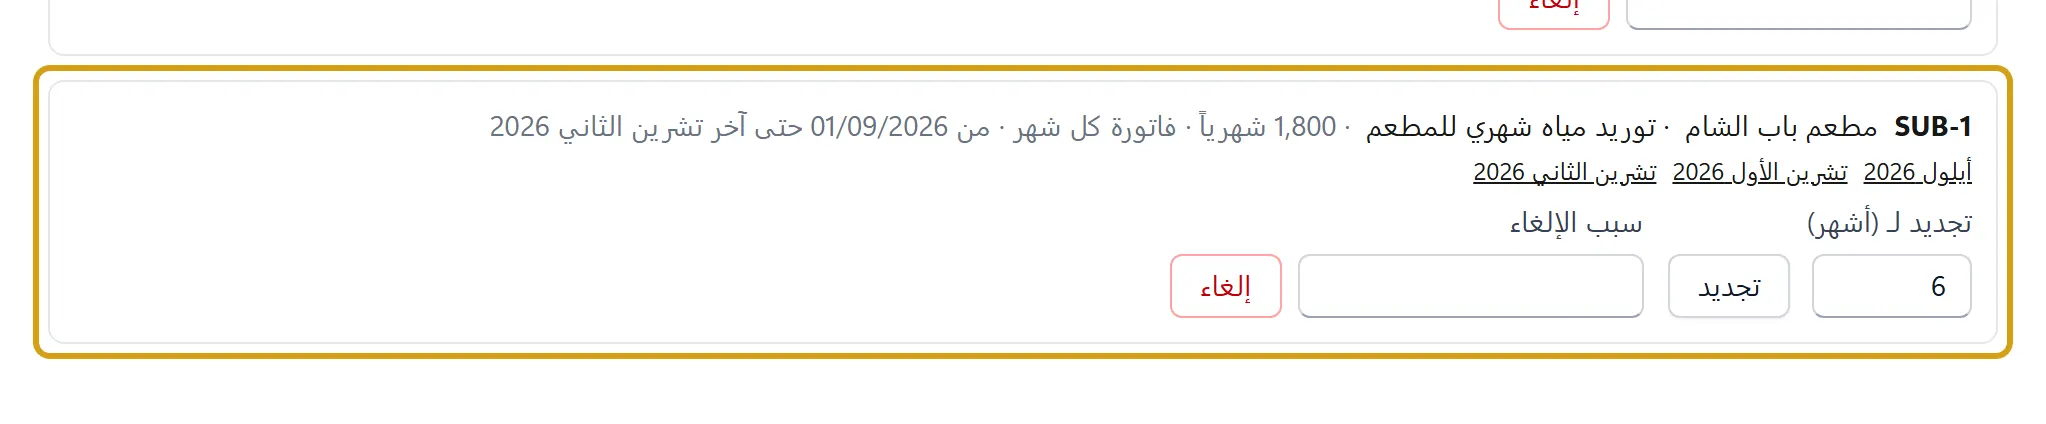 إلغاء
SUB-1 مطعم باب الشام · توريد مياه شهري للمطعم · 1,800 شهرياً · فاتورة كل شهر · من 01/09/2026 حتى آخر تشرين الثاني 2026
أيلول 2026 تشرين الأول 2026 تشرين الثاني 2026
تجديد لـ (أشهر) سبب الإلغاء
6 تجديد إلغاء